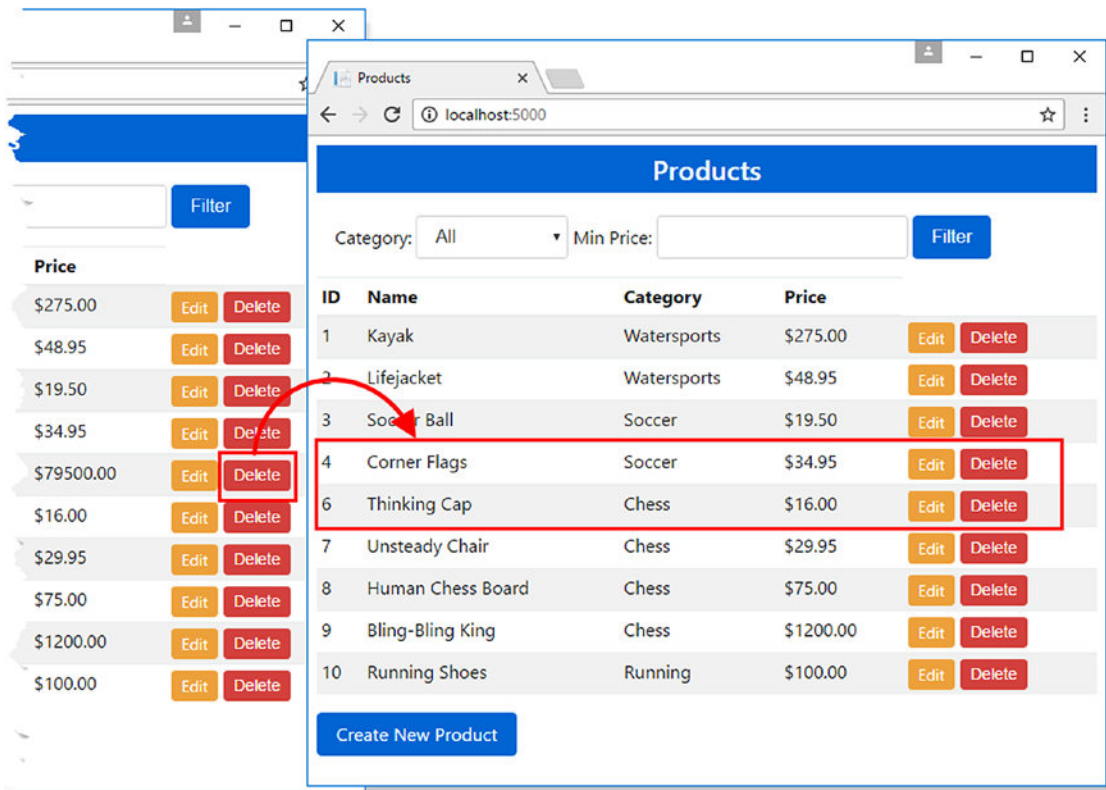 s
Filter
Price
$275.00 Edit Delete
$48.95 Edit Delete
$19.50 Edit Delete
$34.95 Edit Delete
$79500.00 Edit Delete
$16.00 Edit Delete
$29.95 Edit Delete
$75.00 Edit Delete
$1200.00 Edit Delete
$100.00 Edit Delete
Products
localhost:5000
Products
Category: All Min Price: Filter
ID Name Category Price
1 Kayak Watersports $275.00 Edit Delete
2 Lifejacket Watersports $48.95 Edit Delete
3 Soccer Ball Soccer $19.50 Edit Delete
4 Corner Flags Soccer $34.95 Edit Delete
6 Thinking Cap Chess $16.00 Edit Delete
7 Unsteady Chair Chess $29.95 Edit Delete
8 Human Chess Board Chess $75.00 Edit Delete
9 Bling-Bling King Chess $1200.00 Edit Delete
10 Running Shoes Running $100.00 Edit Delete
Create New Product